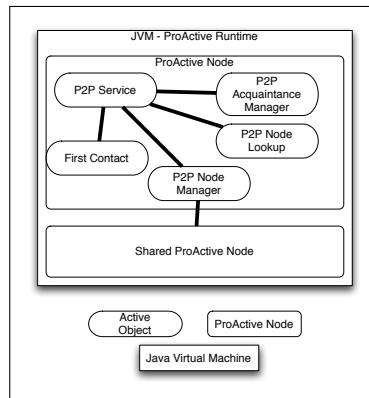 JVM - ProActive Runtime
ProActive Node
P2P Service
P2P
Acquaintance
Manager
P2P Node
Lookup
First Contact
P2P Node
Manager
Shared ProActive Node
Active
Object
ProActive Node
Java Virtual Machine